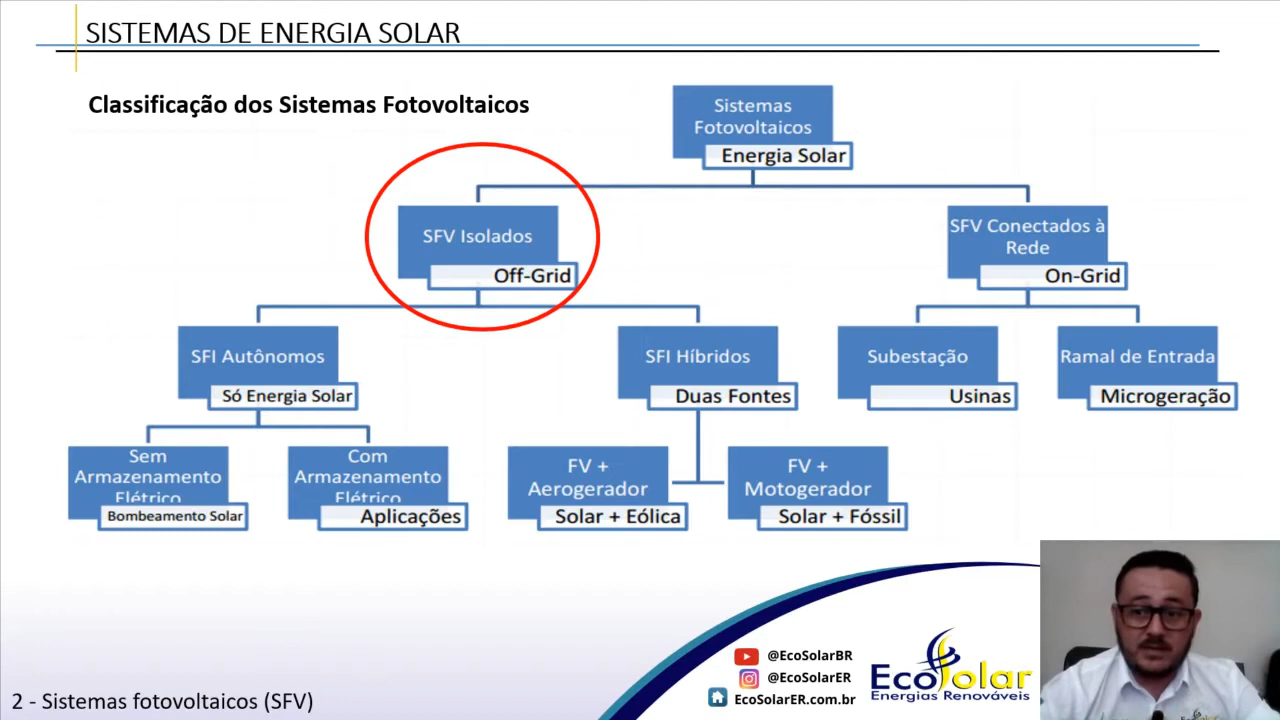 SISTEMAS DE ENERGIA SOLAR
Classificação dos Sistemas Fotovoltaicos
Sistemas
Fotovoltaicos
Energia Solar
SFV Isolados
Off-Grid
SFV Conectados à
Rede
On-Grid
SFI Autônomos
Só Energia Solar
SFI Híbridos
Duas Fontes
Subestação
Usinas
Ramal de Entrada
Microgeração
Sem
Armazenamento
Elétrico
Bombeamento Solar
Com
Armazenamento
Elétrico
Aplicações
FV +
Aerogerador
Solar + Eólica
FV +
Motogerador
Solar + Fóssil
@EcoSolarBR
@EcoSolarER
EcoSolarER.com.br
EcoSolar
Energias Renováveis
2 - Sistemas fotovoltaicos (SFV)